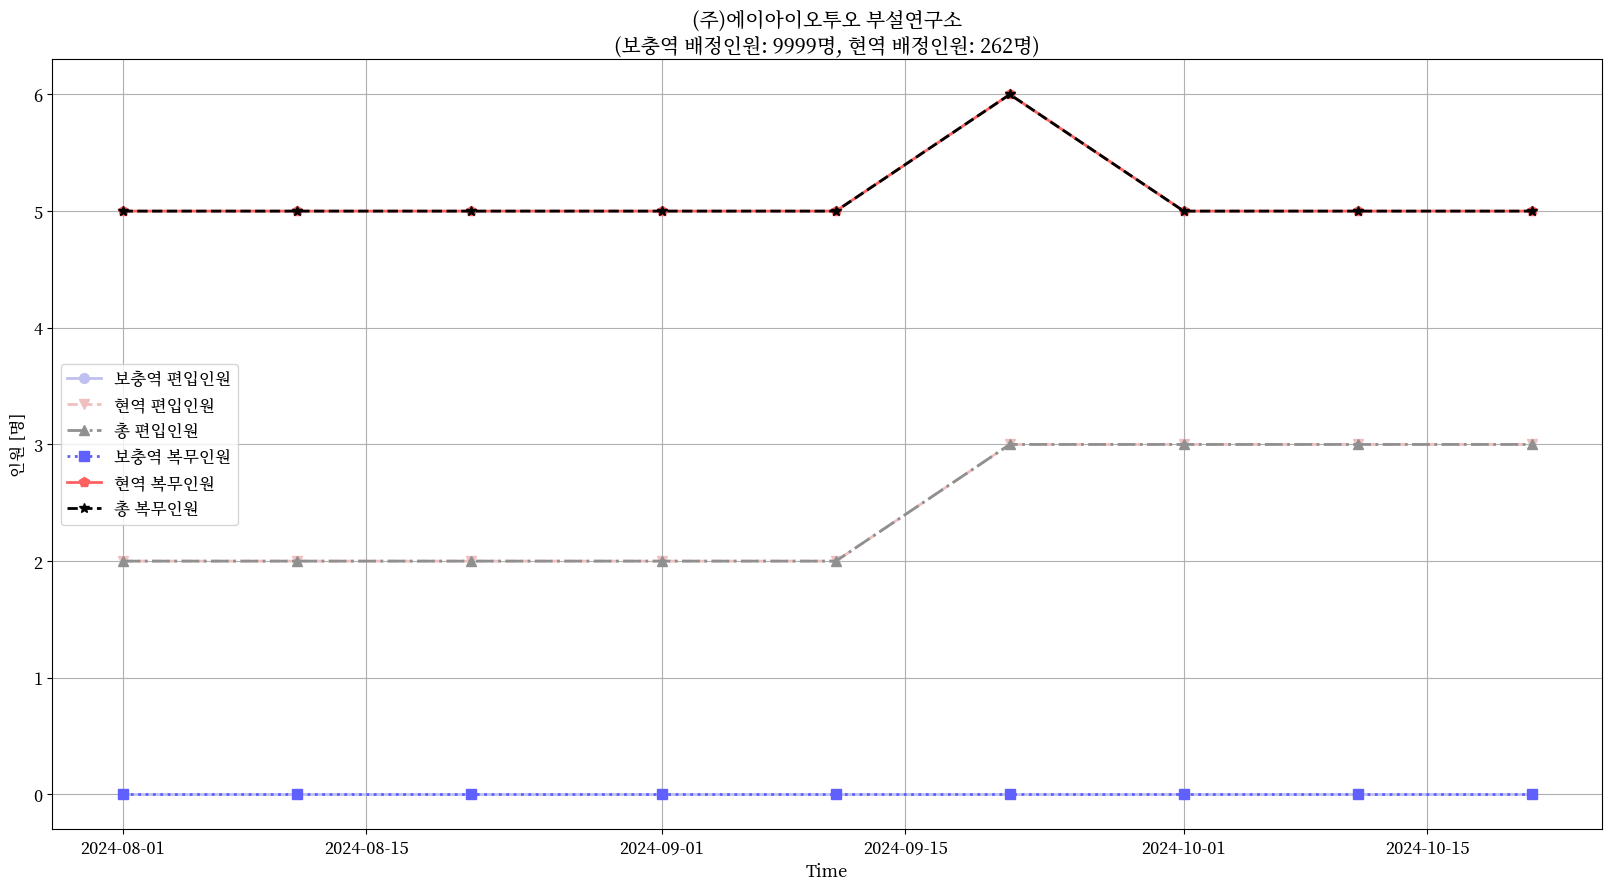 (주)에이아이오투오 부설연구소
(보충역 배정인원: 9999명, 현역 배정인원: 262명)
6
5
4
3
2
1
0
인원 [명]
보충역 편입인원
현역 편입인원
총 편입인원
보충역 복무인원
현역 복무인원
총 복무인원
2024-08-01 2024-08-15 2024-09-01 2024-09-15 2024-10-01 2024-10-15
Time